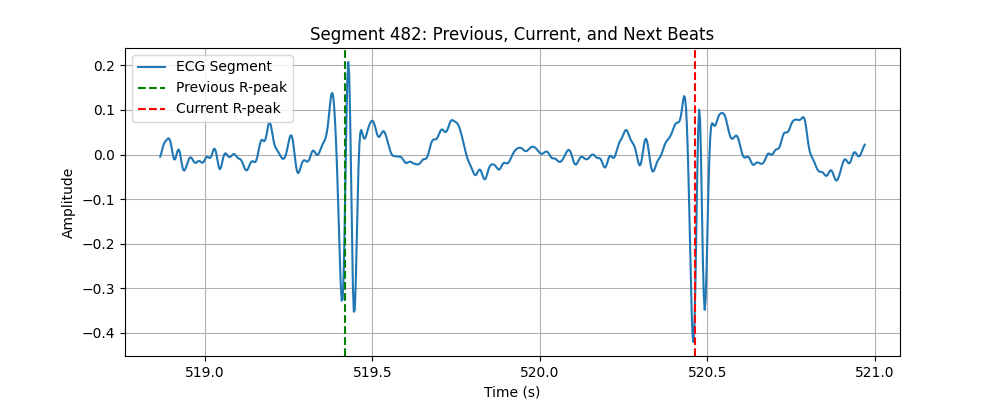 Segment 482: Previous, Current, and Next Beats
ECG Segment
Previous R-peak
Current R-peak
Amplitude
0.2
0.1
0.0
−0.1
−0.2
−0.3
−0.4
519.0 519.5 520.0 520.5 521.0
Time (s)